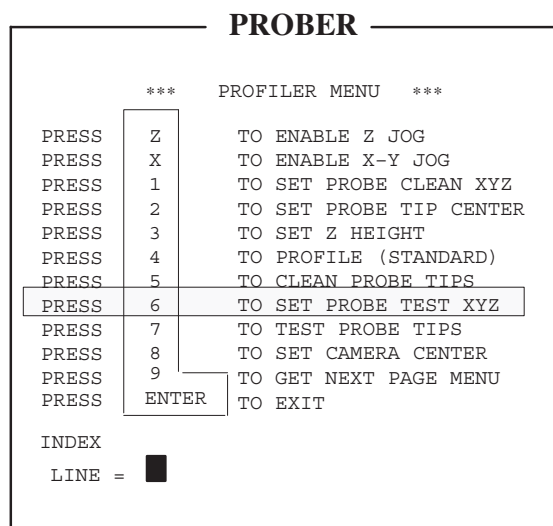 PROBER
*** PROFILER MENU ***
PRESS Z TO ENABLE Z JOG
PRESS X TO ENABLE X-Y JOG
PRESS 1 TO SET PROBE CLEAN XYZ
PRESS 2 TO SET PROBE TIP CENTER
PRESS 3 TO SET Z HEIGHT
PRESS 4 TO PROFILE (STANDARD)
PRESS 5 TO CLEAN PROBE TIPS
PRESS 6 TO SET PROBE TEST XYZ
PRESS 7 TO TEST PROBE TIPS
PRESS 8 TO SET CAMERA CENTER
PRESS 9 TO GET NEXT PAGE MENU
PRESS ENTER TO EXIT
INDEX
LINE =